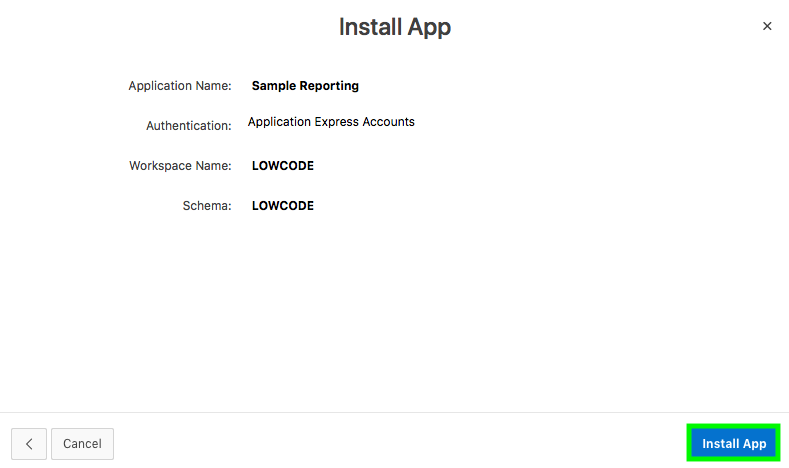 Install App
Application Name: Sample Reporting
Authentication: Application Express Accounts
Workspace Name: LOWCODE
Schema: LOWCODE
Cancel
Install App